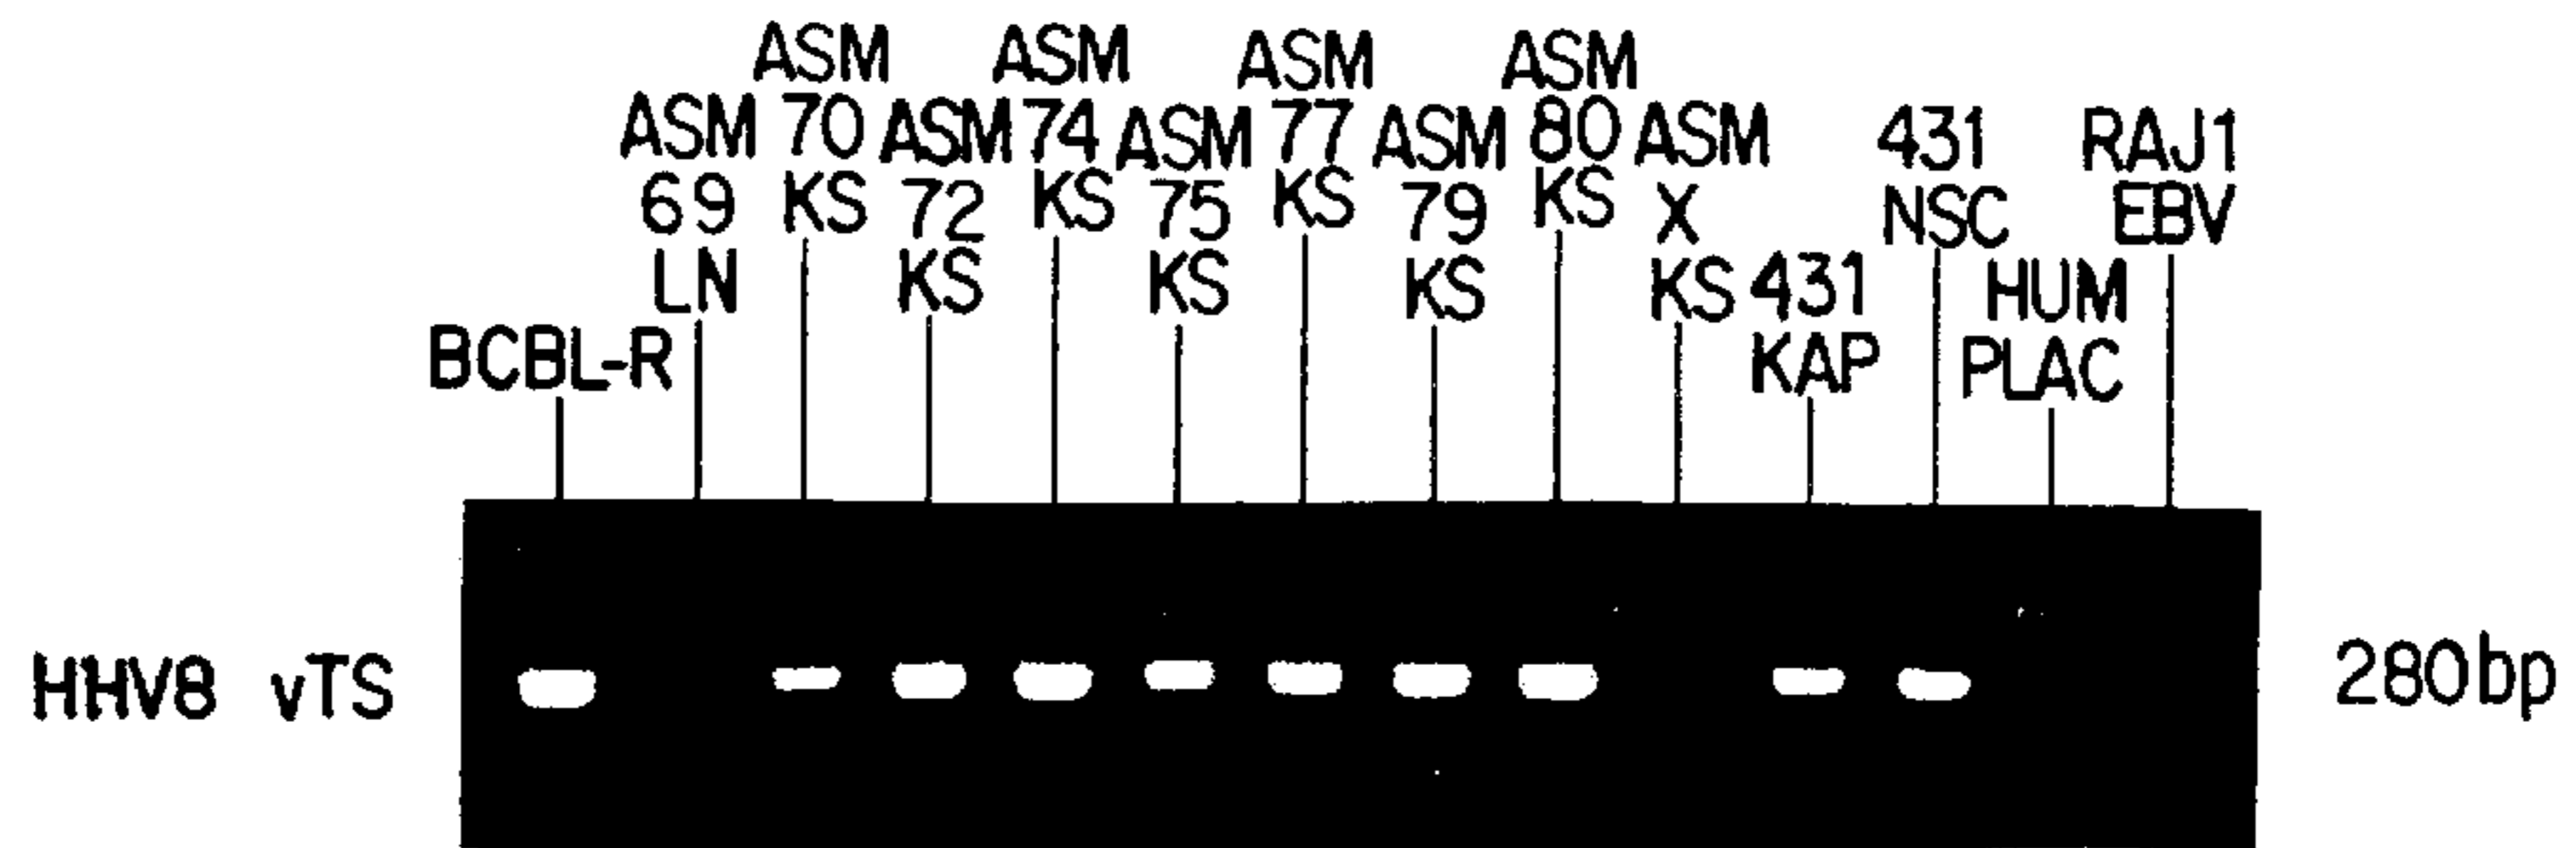 BCBL-R
ASM
69
LN
ASM
70
KS
ASM
72
KS
ASM
74
KS
ASM
75
KS
ASM
77
KS
ASM
79
KS
ASM
80
KS
ASM
X
KS
431
KAP
431
NSC
HUM
PLAC
RAJ1
EBV
HHV8 vTS
280bp